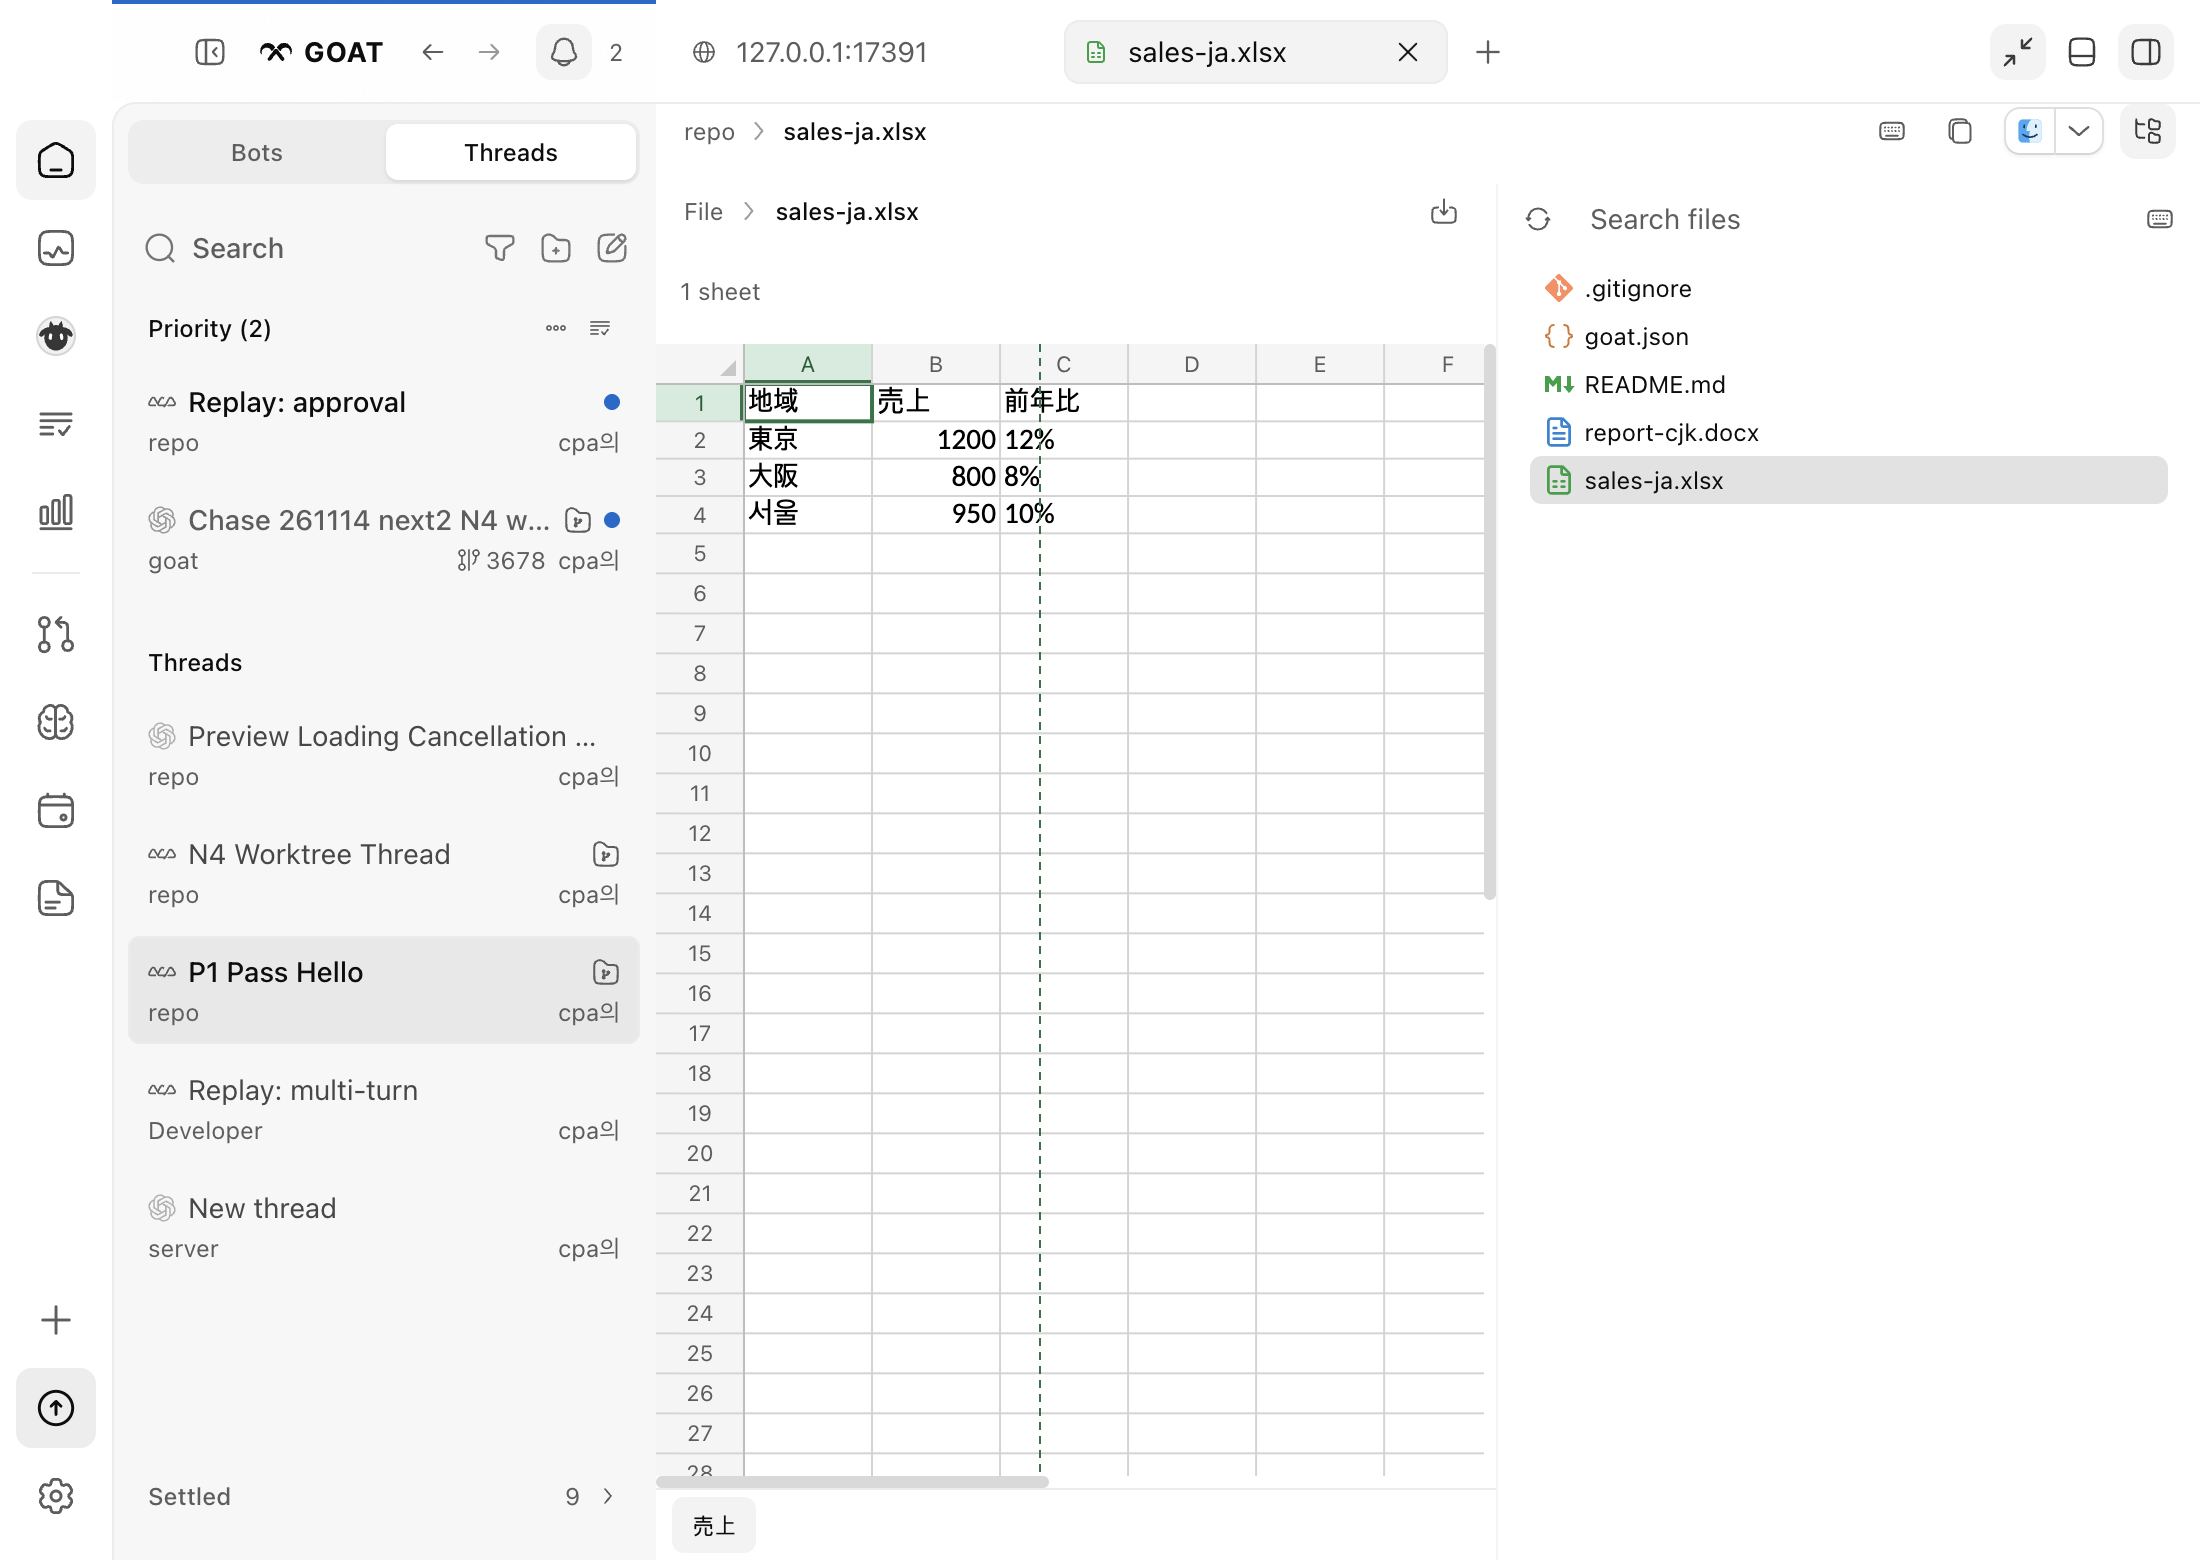 GOAT
2
127.0.0.1:17391
sales-ja.xlsx
Bots
Threads
Search
Priority (2)
Replay: approval
repo
cpa의
Chase 261114 next2 N4 w...
goat
3678
cpa의
Threads
Preview Loading Cancellation ...
repo
cpa의
N4 Worktree Thread
repo
cpa의
P1 Pass Hello
repo
cpa의
Replay: multi-turn
Developer
cpa의
New thread
server
cpa의
Settled
9
repo > sales-ja.xlsx
File > sales-ja.xlsx
1 sheet
A B C D E F
1 地域 売上 前年比
2 東京 1200 12%
3 大阪 800 8%
4 서울 950 10%
5
6
7
8
9
10
11
12
13
14
15
16
17
18
19
20
21
22
23
24
25
26
27
28
売上
Search files
.gitignore
{} goat.json
M↓ README.md
report-cjk.docx
sales-ja.xlsx